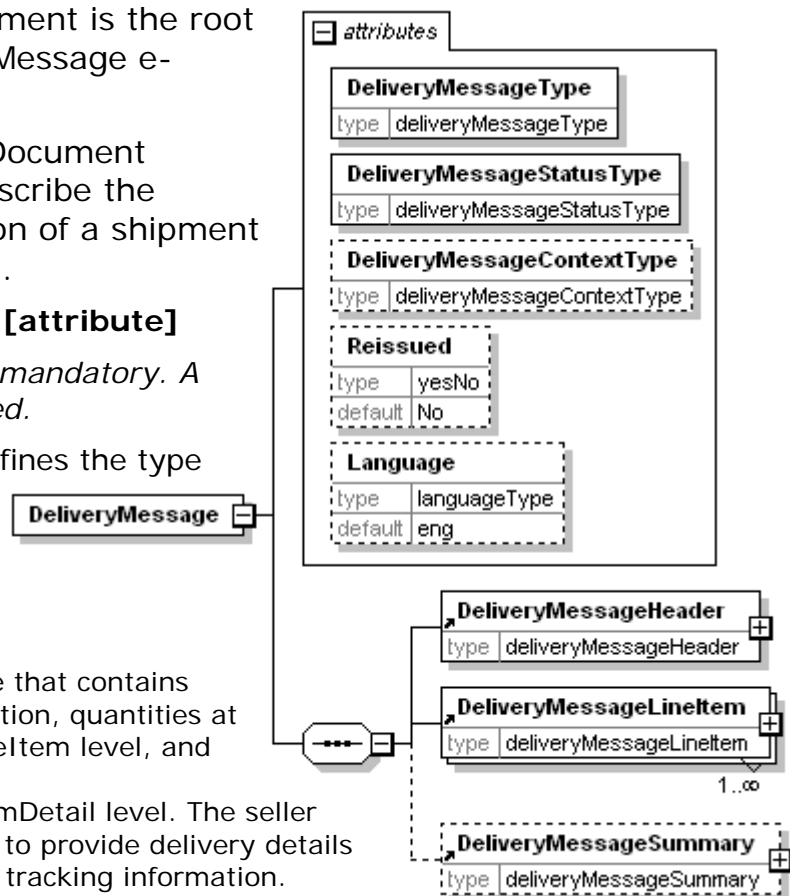 ment is the root
Message e-
Document
scribe the
on of a shipment
.
[attribute]
mandatory. A
ed.
fines the type
e that contains
tion, quantities at
eItem level, and
mDetail level. The seller
to provide delivery details
tracking information.
DeliveryMessage
attributes
DeliveryMessageType
type deliveryMessageType
DeliveryMessageStatusType
type deliveryMessageStatusType
DeliveryMessageContextType
type deliveryMessageContextType
Reissued
type yesNo
default No
Language
type languageType
default eng
DeliveryMessageHeader
type deliveryMessageHeader
DeliveryMessageLineItem
type deliveryMessageLineItem
1..∞
DeliveryMessageSummary
type deliveryMessageSummary